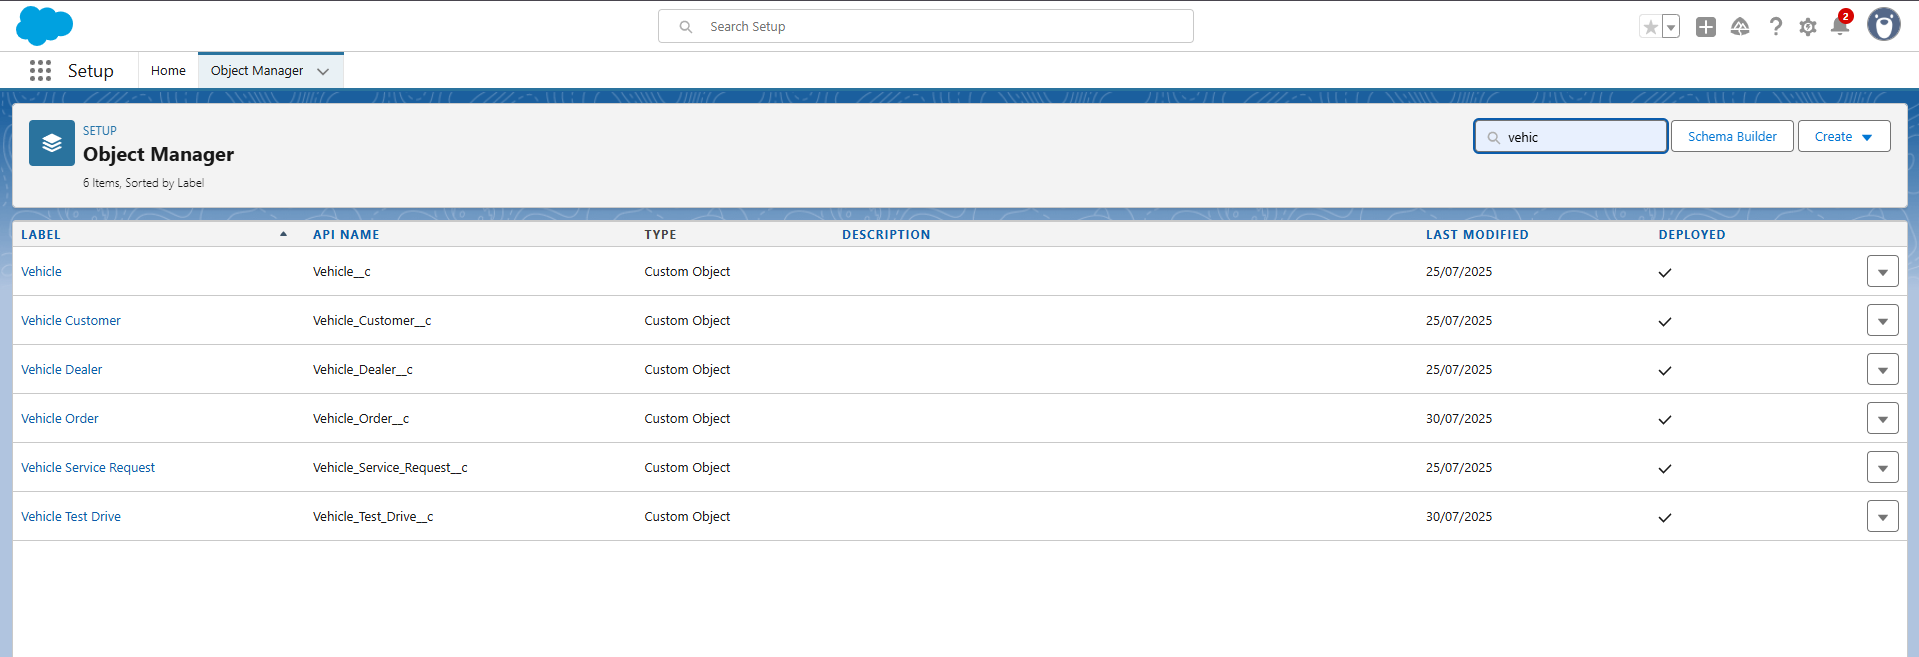 Search Setup
2
Setup
Home
Object Manager
SETUP
Object Manager
6 Items, Sorted by Label
vehic
Schema Builder
Create
LABEL API NAME TYPE DESCRIPTION LAST MODIFIED DEPLOYED
Vehicle Vehicle__c Custom Object 25/07/2025
Vehicle Customer Vehicle_Customer__c Custom Object 25/07/2025
Vehicle Dealer Vehicle_Dealer__c Custom Object 25/07/2025
Vehicle Order Vehicle_Order__c Custom Object 30/07/2025
Vehicle Service Request Vehicle_Service_Request__c Custom Object 25/07/2025
Vehicle Test Drive Vehicle_Test_Drive__c Custom Object 30/07/2025